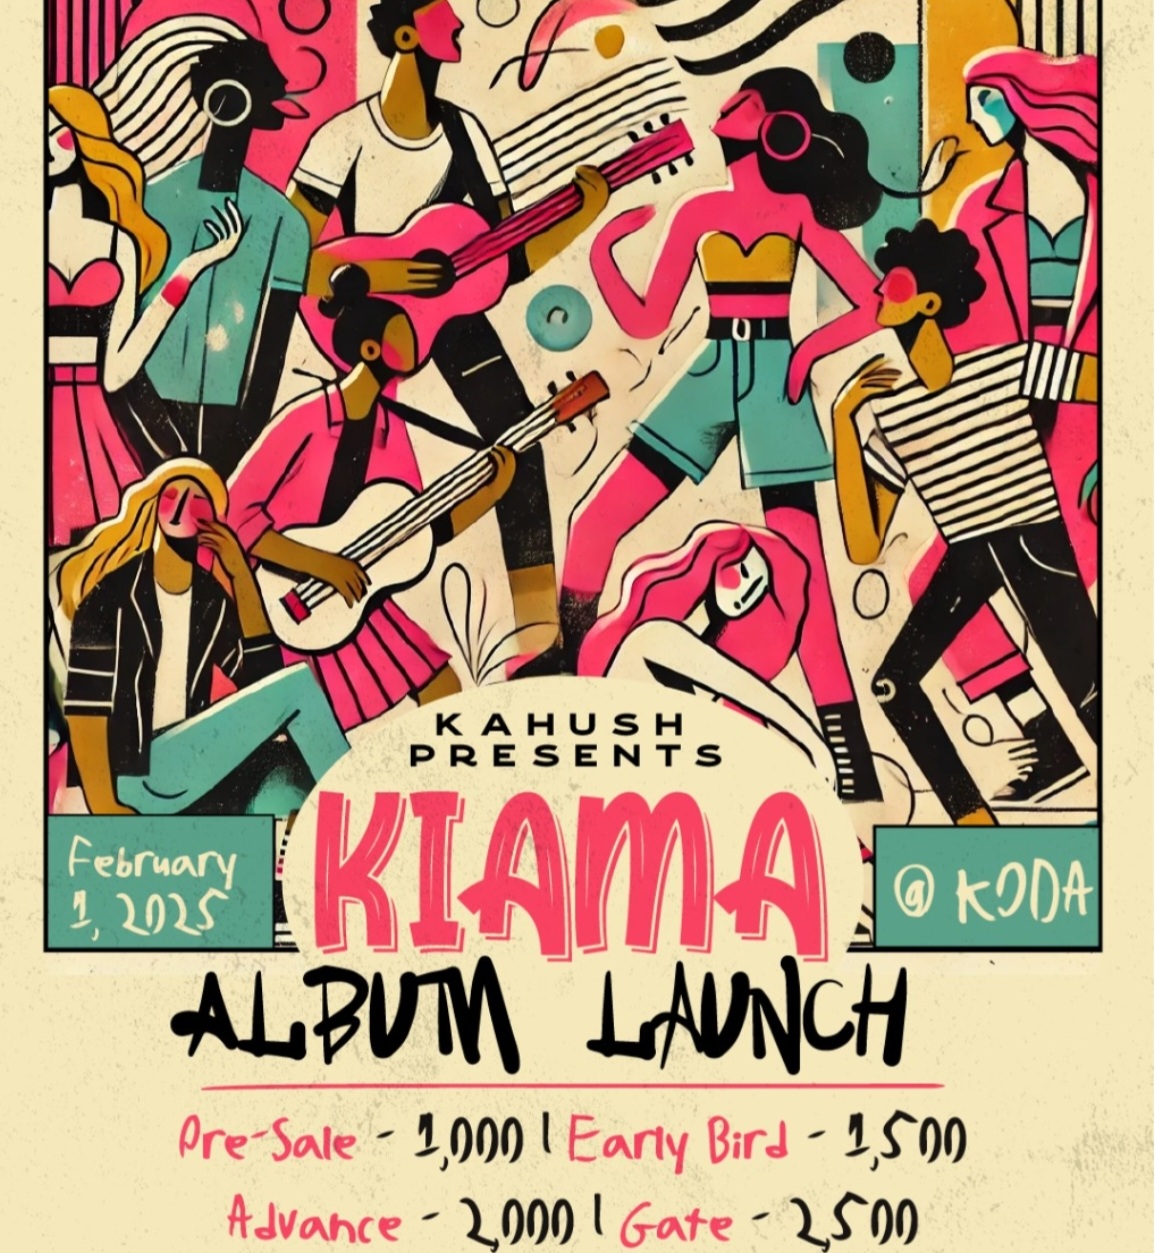 KAHUSH
PRESENTS
KIAMA
February
1, 2025
@ KODA
ALBUM LAUNCH
Pre-Sale - 1,000 | Early Bird - 1,500
Advance - 2,000 | Gate - 2,500